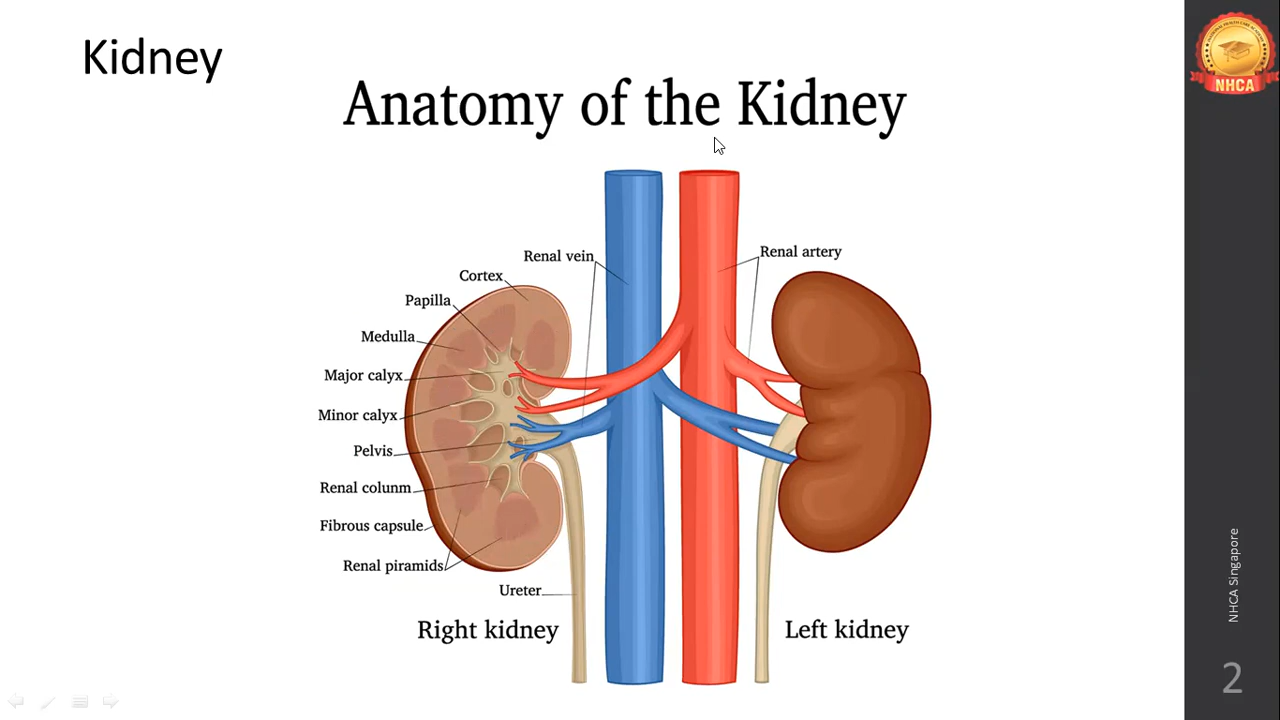 Kidney
Anatomy of the Kidney
NHCA
Renal vein
Renal artery
Cortex
Papilla
Medulla
Major calyx
Minor calyx
Pelvis
Renal colunm
Fibrous capsule
Renal piramids
Ureter
Right kidney
Left kidney
NHCA Singapore
2